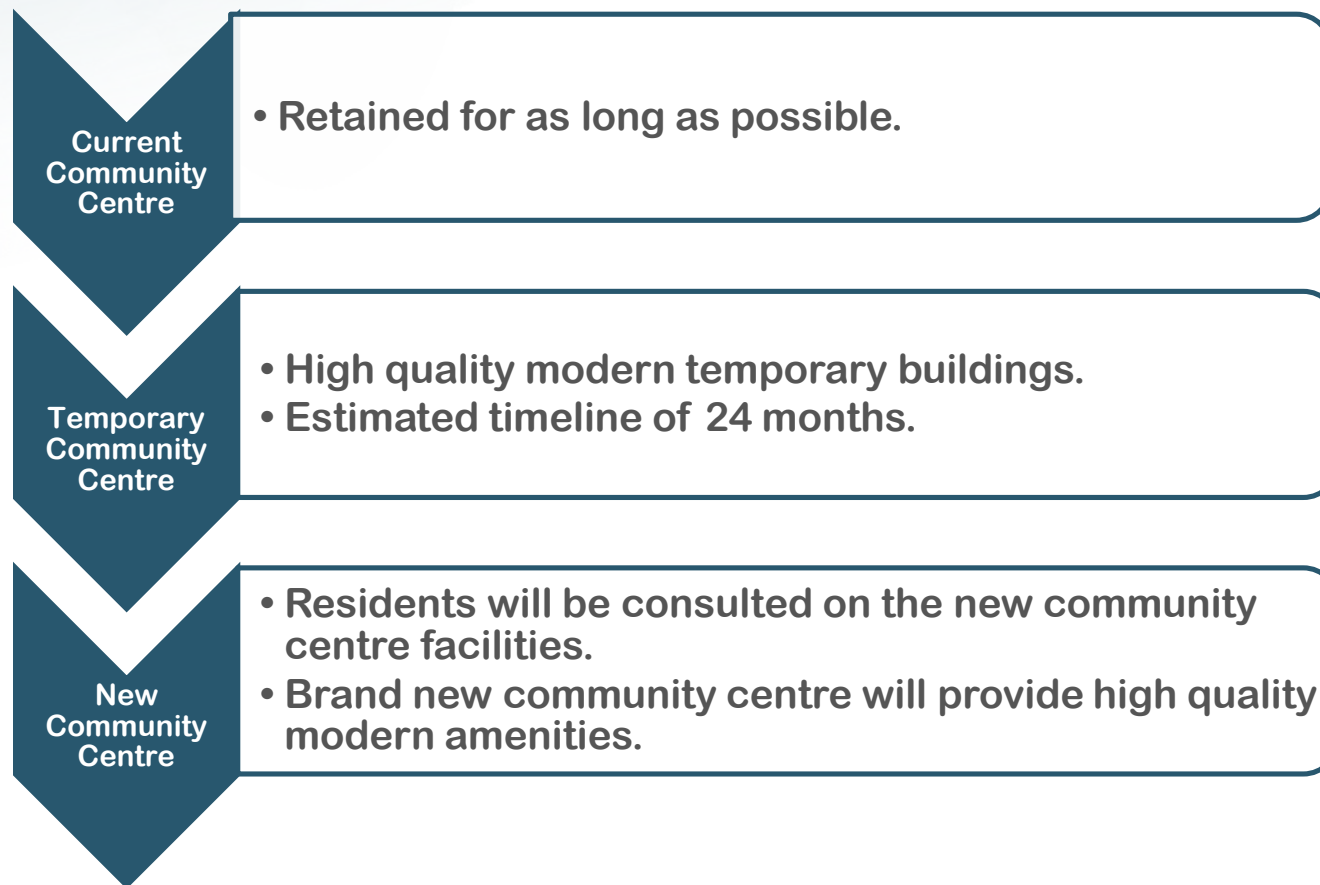 Current
Community
Centre
• Retained for as long as possible.
Temporary
Community
Centre
• High quality modern temporary buildings.
• Estimated timeline of 24 months.
New
Community
Centre
• Residents will be consulted on the new community
centre facilities.
• Brand new community centre will provide high quality
modern amenities.